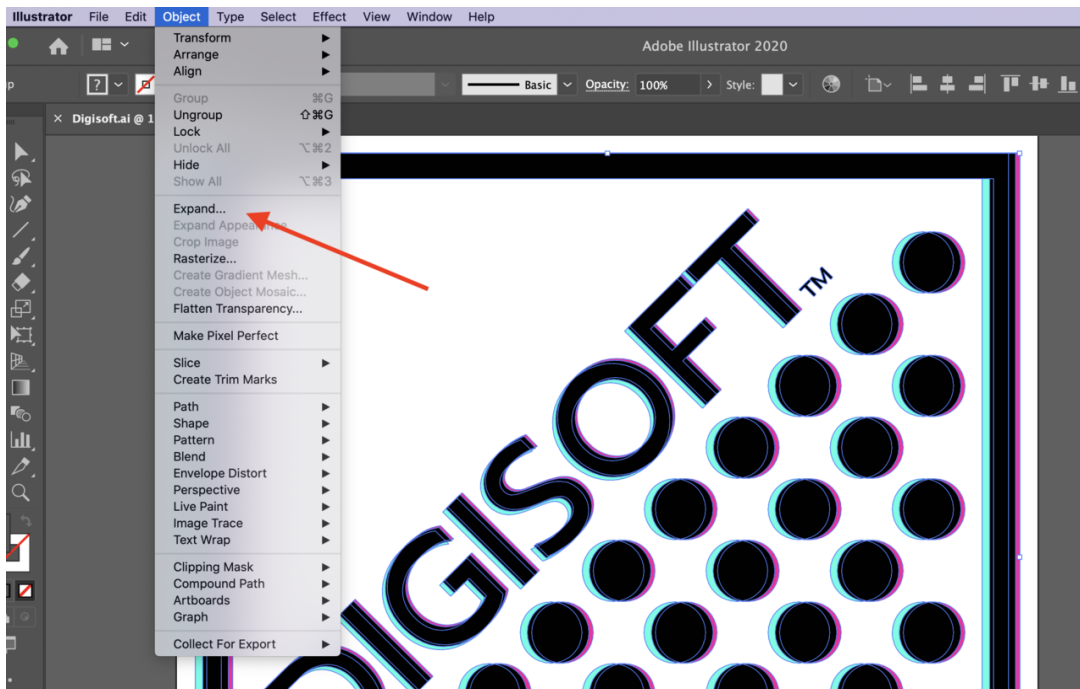 Illustrator File Edit Object Type Select Effect View Window Help
Adobe Illustrator 2020
? Basic Opacity: 100% Style:
× Digisoft.ai @ 1
Transform
Arrange
Align
Group ⌘G
Ungroup ⇧⌘G
Lock
Unlock All ⌥⌘2
Hide
Show All ⌥⌘3
Expand...
Expand Appearance
Crop Image
Rasterize...
Create Gradient Mesh...
Create Object Mosaic...
Flatten Transparency...
Make Pixel Perfect
Slice
Create Trim Marks
Path
Shape
Pattern
Blend
Envelope Distort
Perspective
Live Paint
Image Trace
Text Wrap
Clipping Mask
Compound Path
Artboards
Graph
Collect For Export
DIGISOFT™